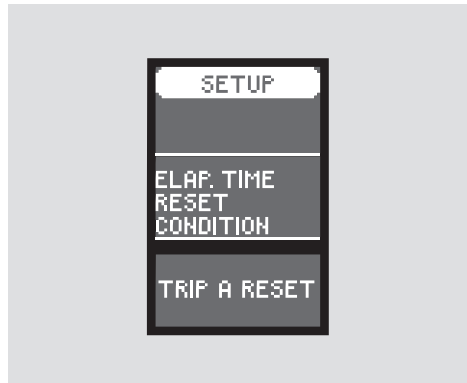 SETUP
ELAP. TIME
RESET
CONDITION
TRIP A RESET